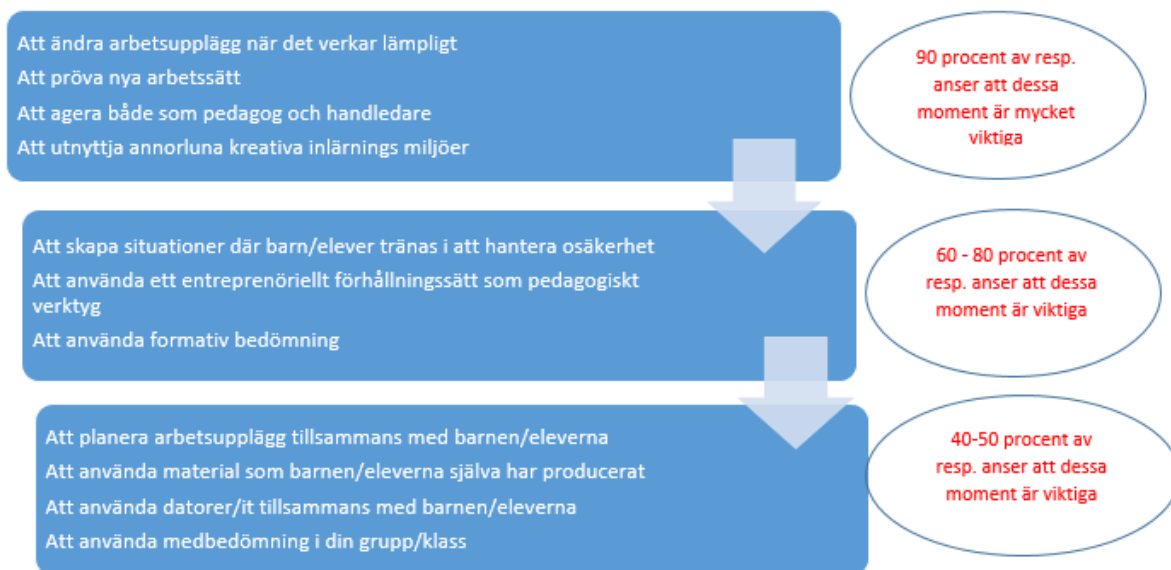 Att ändra arbetsupplägg när det verkar lämpligt
Att pröva nya arbetssätt
Att agera både som pedagog och handledare
Att utnyttja annorluna kreativa inlärnings miljöer
90 procent av resp.
anser att dessa
moment är mycket
viktiga
Att skapa situationer där barn/elever tränas i att hantera osäkerhet
Att använda ett entreprenöriellt förhållningssätt som pedagogiskt
verktyg
Att använda formativ bedömning
60 - 80 procent av
resp. anser att dessa
moment är viktiga
Att planera arbetsupplägg tillsammans med barnen/eleverna
Att använda material som barnen/eleverna själva har producerat
Att använda datorer/it tillsammans med barnen/eleverna
Att använda medbedömning i din grupp/klass
40-50 procent av
resp. anser att dessa
moment är viktiga